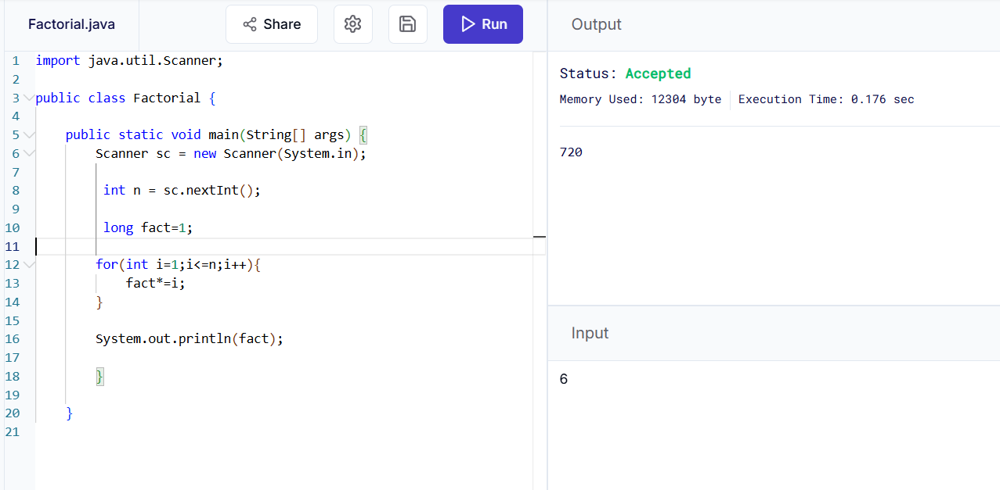 Factorial.java
Share
Run
1 import java.util.Scanner;
2
3 public class Factorial {
4
5 public static void main(String[] args) {
6 Scanner sc = new Scanner(System.in);
7
8 int n = sc.nextInt();
9
10 long fact=1;
11
12 for(int i=1;i<=n;i++){
13 fact*=i;
14 }
15
16 System.out.println(fact);
17
18 }
19
20 }
21
Output
Status: Accepted
Memory Used: 12304 byte Execution Time: 0.176 sec
720
Input
6